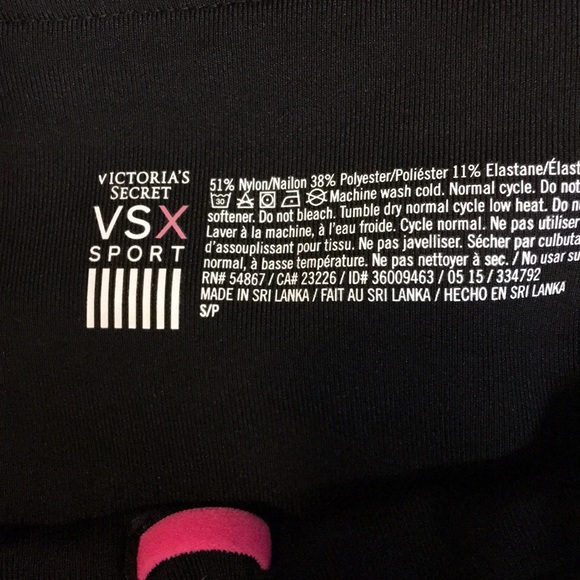 VICTORIA'S
SECRET
VSX
SPORT
51% Nylon/Nailon 38% Polyester/Poliéster 11% Elastane/Élast
30 Machine wash cold. Normal cycle. Do not
softener. Do not bleach. Tumble dry normal cycle low heat. Do n
Laver à la machine, à l'eau froide. Cycle normal. Ne pas utiliser
d'assouplissant pour tissu. Ne pas javelliser. Sécher par culbuta
normal, à basse température. Ne pas nettoyer à sec. / No usar su
RN# 54867 / CA# 23226 / ID# 36009463 / 05 15 / 334792
MADE IN SRI LANKA / FAIT AU SRI LANKA / HECHO EN SRI LANKA
S/P